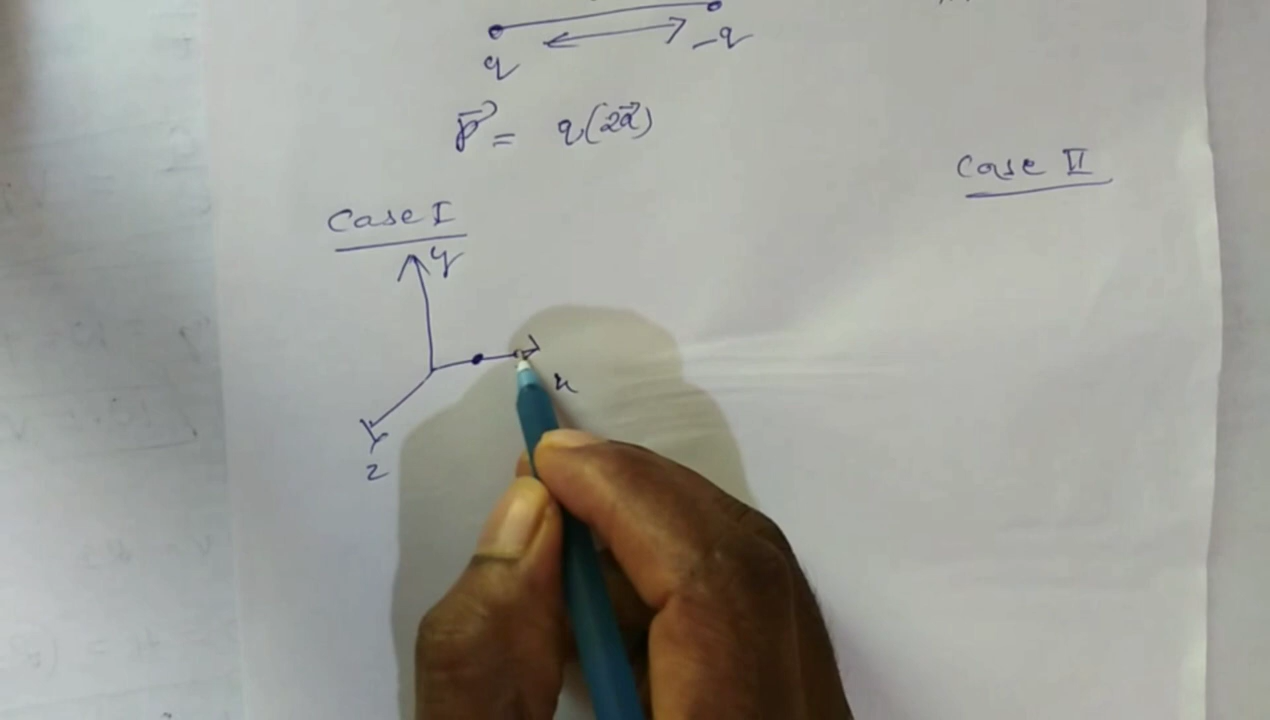 q -q
p⃗ = q(2a⃗)
Case II
Case I
y
x
z